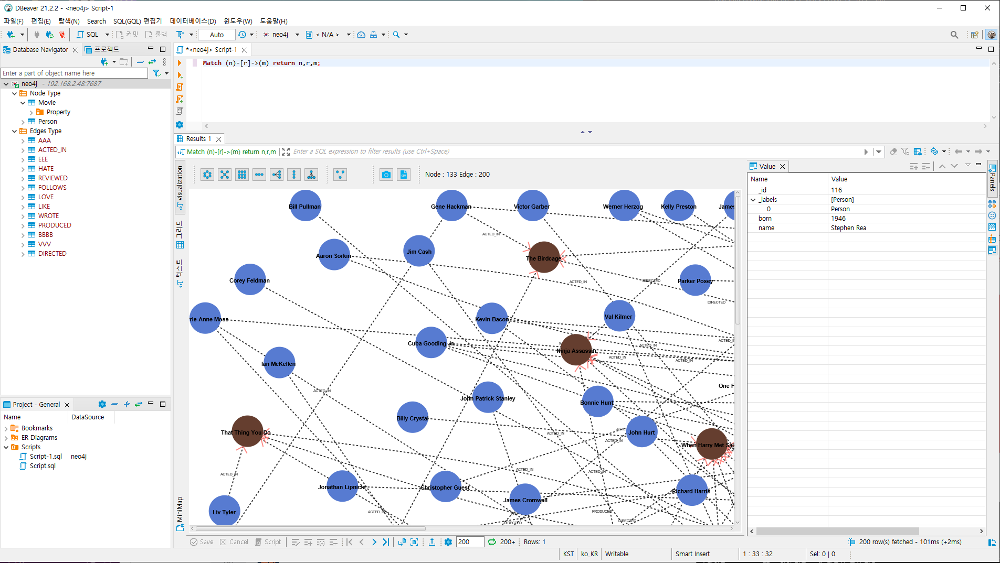 DBeaver 21.2.2 - <neo4j> Script-1
파일(F) 편집(E) 탐색(N) Search SQL(GQL) 편집기 데이터베이스(D) 윈도우(W) 도움말(H)
SQL 커밋 롤백 Auto neo4j < N/A >
Database Navigator 프로젝트
Enter a part of object name here
neo4j - 192.168.2.48:7687
Node Type
Movie
Property
Person
Edges Type
AAA
ACTED_IN
EEE
HATE
REVIEWED
FOLLOWS
LOVE
LIKE
WROTE
PRODUCED
BBBB
VVV
DIRECTED
Project - General
Name DataSource
Bookmarks
ER Diagrams
Scripts
Script-1.sql neo4j
Script.sql
*<neo4j> Script-1
Match (n)-[r]->(m) return n,r,m;
Results 1
Match (n)-[r]->(m) return n,r,m Enter a SQL expression to filter results (use Ctrl+Space)
visualization
그리드
텍스트
MiniMap
Node : 133 Edge : 200
Bill Pullman
Gene Hackman
Victor Garber
Werner Herzog
Kelly Preston
James
ACTED_IN
Jim Cash
Aaron Sorkin
The Birdcage
Corey Feldman
ACTED_IN
DIRECTED
Parker Posey
DIRECTED
rie-Anne Moss
Kevin Bacon
Val Kilmer
Cuba Gooding Jr.
Ninja Assassin
ACTED_IN
ACTED_IN
ACTED_IN
ACTED_IN
Ian McKellen
One F
ACTED_IN
John Patrick Stanley
Bonnie Hunt
Billy Crystal
That Thing You Do
ACTED_IN
John Hurt
ACTED_IN
When Harry Met Sal
ACTED_IN
ACTED_IN
ACTED_IN
Jonathan Lipnicki
Christopher Guest
Richard Harris
James Cromwell
Liv Tyler
ACTED_IN
PRODUCED
DIRECTED
DIRECTED
Value
Name Value
_id 116
_labels [Person]
0 Person
born 1946
name Stephen Rea
Panels
Save Cancel Script 200 200+ Rows: 1
200 row(s) fetched - 101ms (+2ms)
KST ko_KR Writable Smart Insert 1 : 33 : 32 Sel: 0 | 0